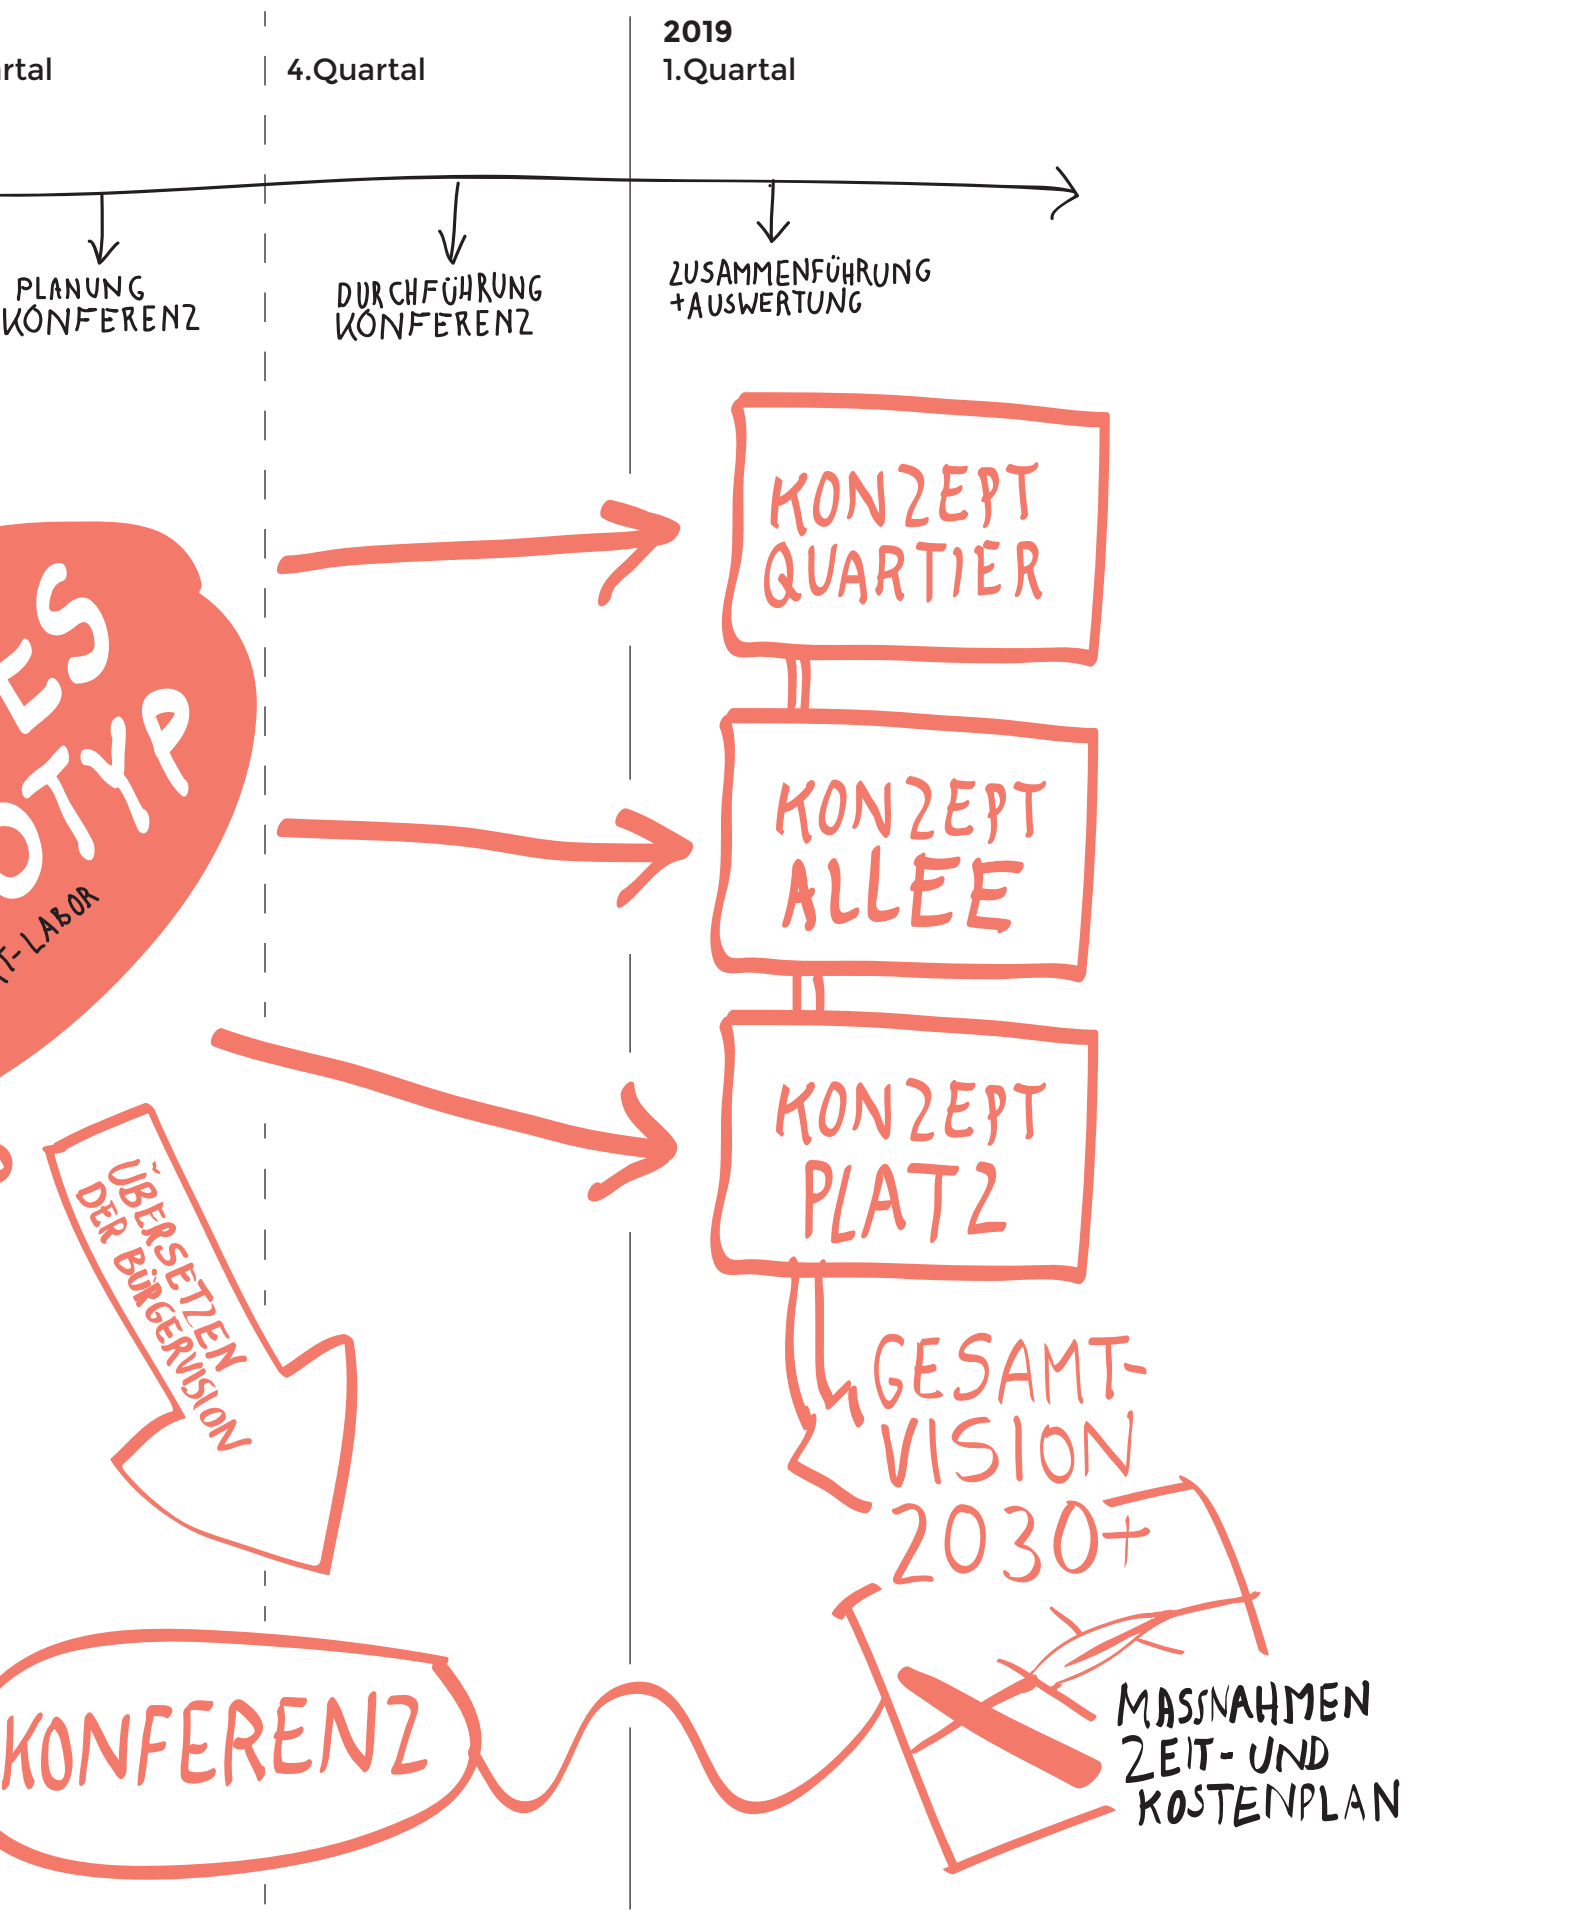 2019
rtal
4.Quartal
1.Quartal
PLANUNG
KONFERENZ
DURCHFÜHRUNG
KONFERENZ
ZUSAMMENFÜHRUNG
+AUSWERTUNG
KONZEPT
QUARTIER
ES
OTYP
T-LABOR
KONZEPT
ALLEE
KONZEPT
PLATZ
ÜBERSETZEN
DER BÜRGERVISION
GESAMT-
VISION
2030+
KONFERENZ
MASSNAHMEN
ZEIT- UND
KOSTENPLAN